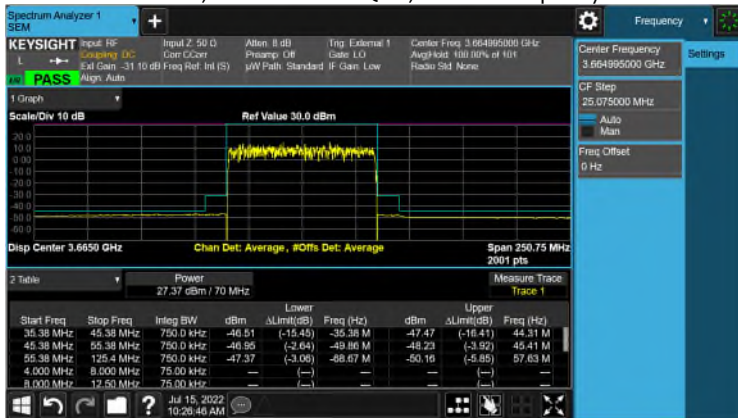 Spectrum Analyzer 1
SEM
Frequency
KEYSIGHT Input: RF
Coupling: DC
Ext Gain: -31.10 dB
Align: Auto
Input Z: 50 Ω
Corr CCorr
Freq Ref: Int (S)
Atten: 8 dB
Preamp: Off
µW Path: Standard
Trig: External 1
Gate: LO
IF Gain: Low
Center Freq: 3.664995000 GHz
Avg|Hold: 100.00% of 101
Radio Std: None
L
PASS
Center Frequency
3.664995000 GHz
Settings
CF Step
25.075000 MHz
Auto
Man
Freq Offset
0 Hz
1 Graph
Scale/Div 10 dB
Ref Value 30.0 dBm
20.0
10.0
0.00
-10.0
-20.0
-30.0
-40.0
-50.0
-60.0
Disp Center 3.6650 GHz
Chan Det: Average, #Offs Det: Average
Span 250.75 MHz
2001 pts
2 Table
Power
27.37 dBm / 70 MHz
Measure Trace
Trace 1
Lower Upper
Start Freq Stop Freq Integ BW dBm ΔLimit(dB) Freq (Hz) dBm ΔLimit(dB) Freq (Hz)
35.38 MHz 45.38 MHz 750.0 kHz -46.51 (-15.45) -35.38 M -47.47 (-16.41) 44.31 M
45.38 MHz 55.38 MHz 750.0 kHz -46.95 (-2.64) -49.86 M -48.23 (-3.92) 45.41 M
55.38 MHz 125.4 MHz 750.0 kHz -47.37 (-3.06) -68.67 M -50.16 (-5.85) 57.63 M
4.000 MHz 8.000 MHz 75.00 kHz — (—) — — (—) —
8.000 MHz 12.50 MHz 75.00 kHz — (—) — — (—) —
Jul 15, 2022
10:26:46 AM